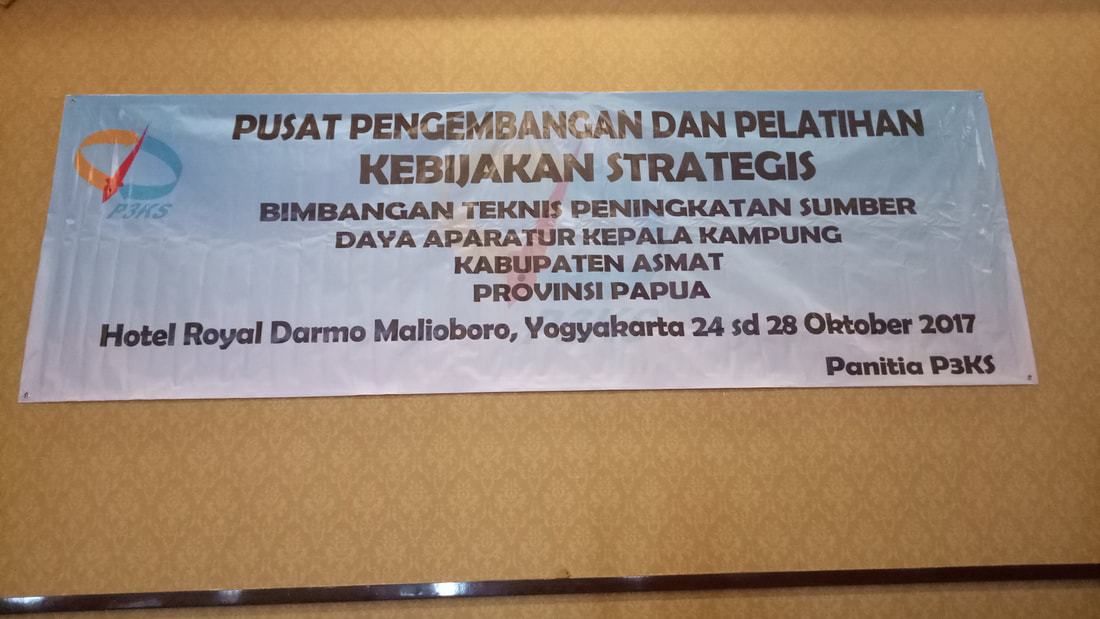 PUSAT PENGEMBANGAN DAN PELATIHAN
KEBIJAKAN STRATEGIS
P3KS
BIMBANGAN TEKNIS PENINGKATAN SUMBER
DAYA APARATUR KEPALA KAMPUNG
KABUPATEN ASMAT
PROVINSI PAPUA
Hotel Royal Darmo Malioboro, Yogyakarta 24 sd 28 Oktober 2017
Panitia P3KS